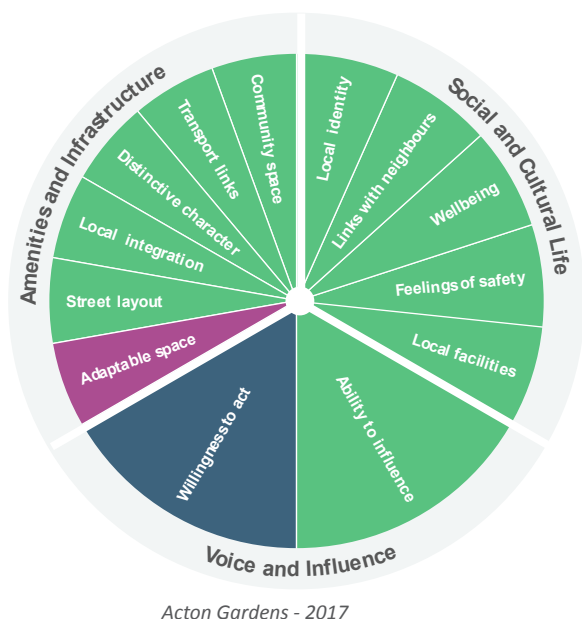 Amenities and Infrastructure
Social and Cultural Life
Voice and Influence
Community space
Transport links
Distinctive character
Local integration
Street layout
Adaptable space
Local identity
Links with neighbours
Wellbeing
Feelings of safety
Local facilities
Ability to influence
Willingness to act
Acton Gardens - 2017